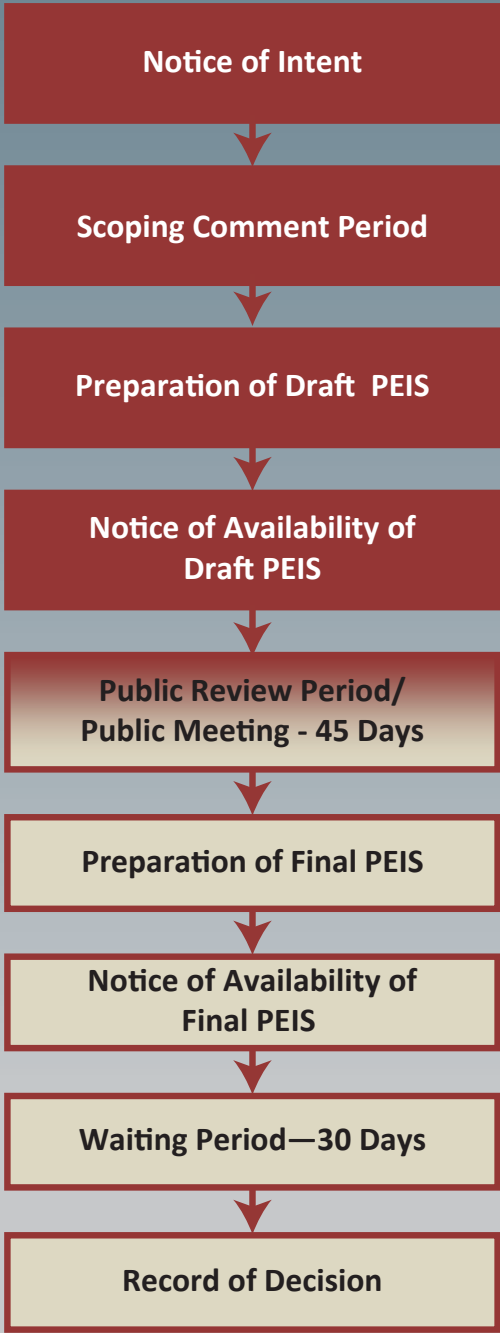 Notice of Intent
Scoping Comment Period
Preparation of Draft PEIS
Notice of Availability of
Draft PEIS
Public Review Period/
Public Meeting - 45 Days
Preparation of Final PEIS
Notice of Availability of
Final PEIS
Waiting Period—30 Days
Record of Decision